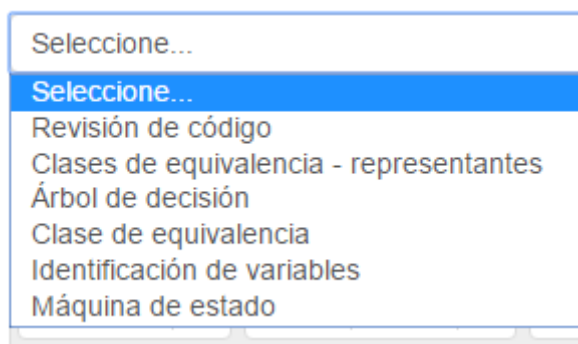 Seleccione...
Seleccione...
Revisión de código
Clases de equivalencia - representantes
Árbol de decisión
Clase de equivalencia
Identificación de variables
Máquina de estado